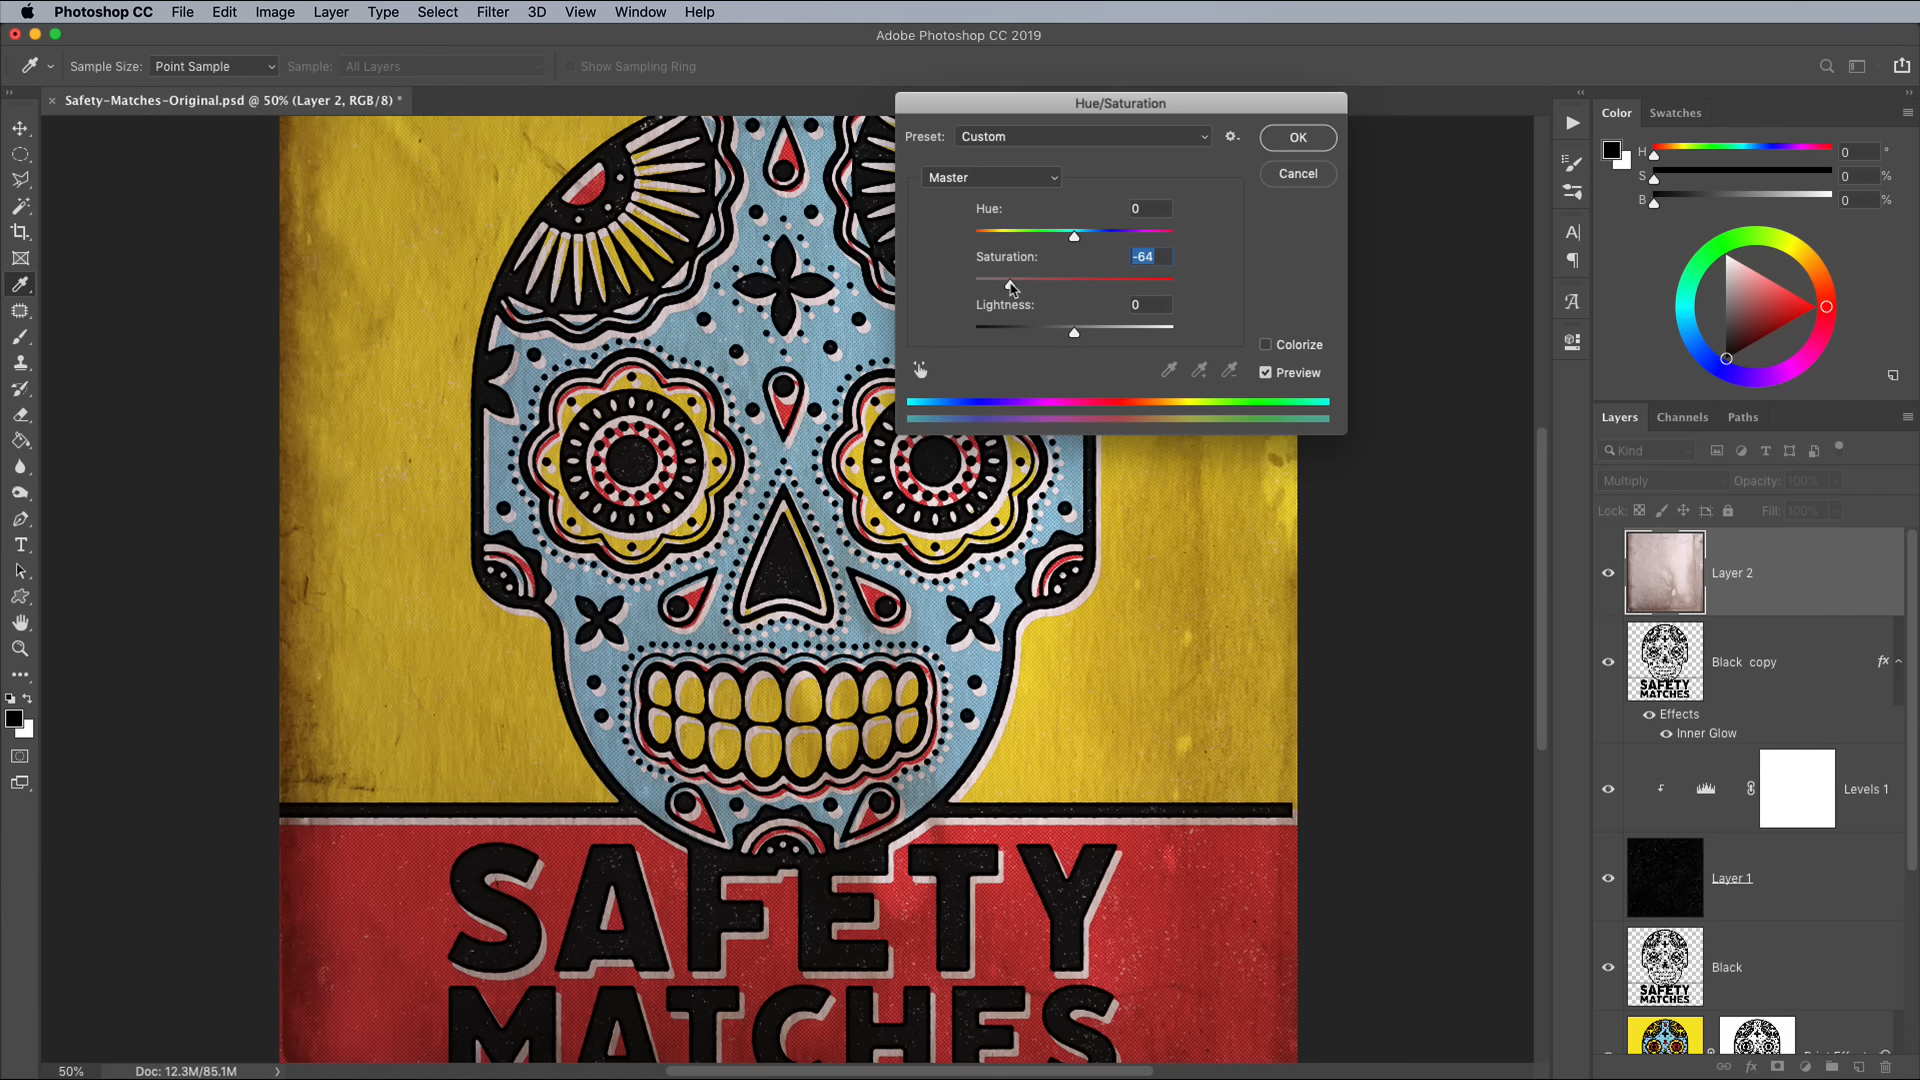 Photoshop CC File Edit Image Layer Type Select Filter 3D View Window Help
Adobe Photoshop CC 2019
Sample Size: Point Sample Sample: All Layers Show Sampling Ring
× Safety-Matches-Original.psd @ 50% (Layer 2, RGB/8) *
Hue/Saturation
Preset: Custom
OK
Cancel
Master
Hue: 0
Saturation: -64
Lightness: 0
Colorize
Preview
SAFETY
MATCHES
Color Swatches
H 0 °
S 0 %
B 0 %
Layers Channels Paths
Kind
Multiply Opacity: 100%
Lock: Fill: 100%
Layer 2
SAFETY
MATCHES
Black copy fx
Effects
Inner Glow
Levels 1
Layer 1
SAFETY
MATCHES
Black
50% Doc: 12.3M/85.1M